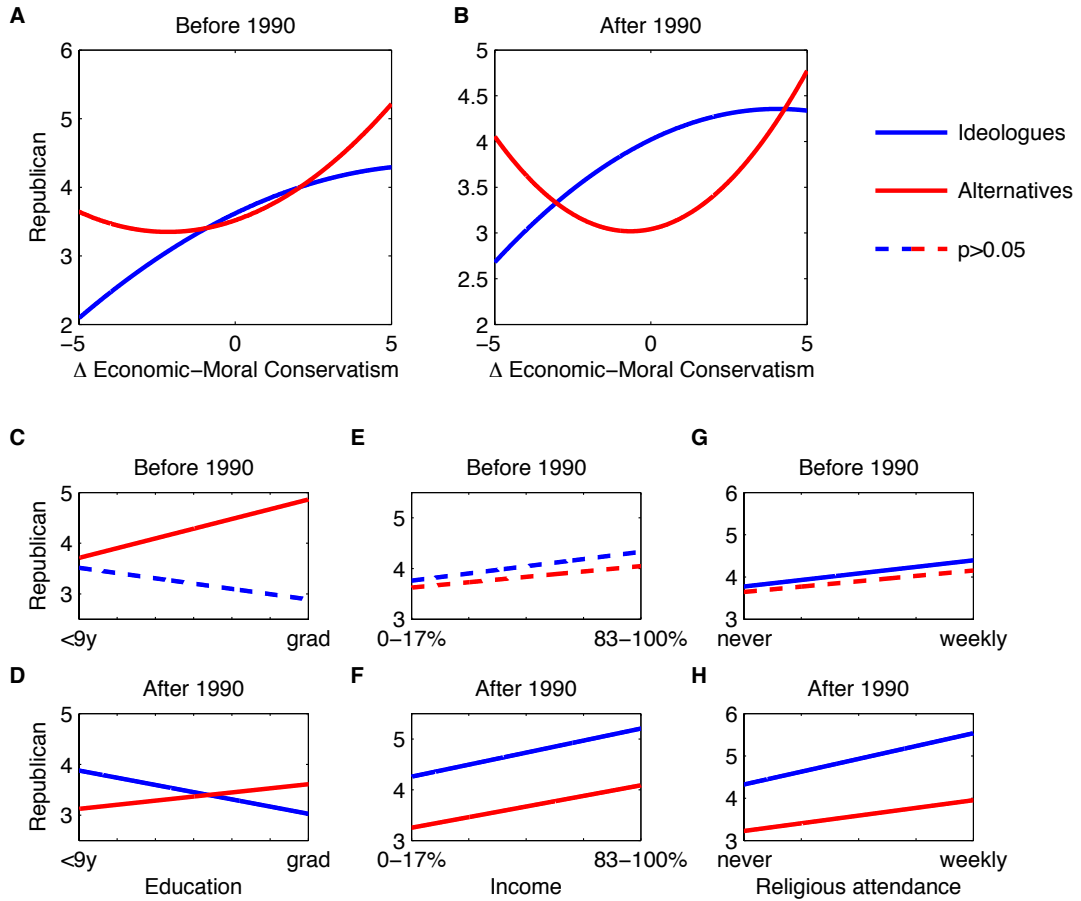 A
Before 1990
6
5
4
3
2
Republican
−5
0
5
Δ Economic−Moral Conservatism
B
After 1990
5
4.5
4
3.5
3
2.5
2
−5
0
5
Δ Economic−Moral Conservatism
Ideologues
Alternatives
p>0.05
C
Before 1990
5
4
3
Republican
<9y
grad
E
Before 1990
5
4
3
0−17%
83−100%
G
Before 1990
6
5
4
3
never
weekly
D
After 1990
5
4
3
Republican
<9y
grad
Education
F
After 1990
5
4
3
0−17%
83−100%
Income
H
After 1990
6
5
4
3
never
weekly
Religious attendance